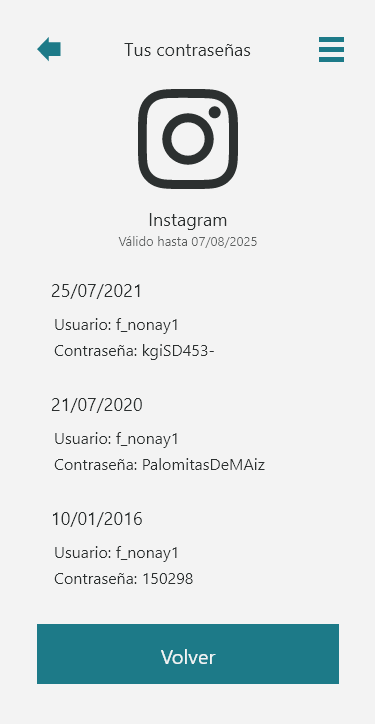 Tus contraseñas
Instagram
Válido hasta 07/08/2025
25/07/2021
Usuario: f_nonay1
Contraseña: kgiSD453-
21/07/2020
Usuario: f_nonay1
Contraseña: PalomitasDeMAiz
10/01/2016
Usuario: f_nonay1
Contraseña: 150298
Volver